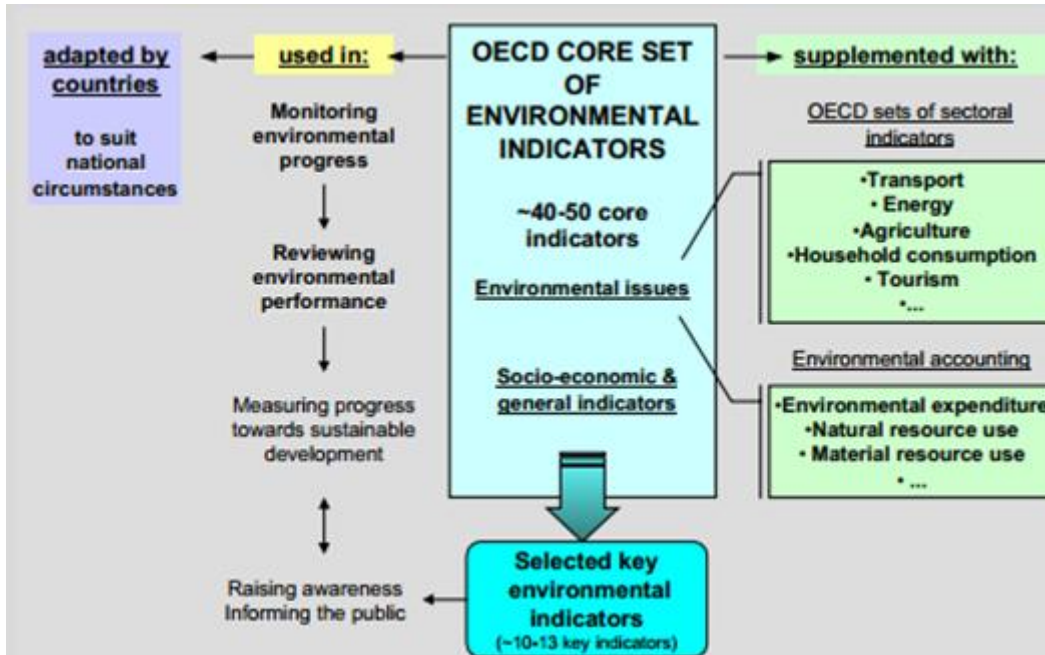 adapted by
countries
to suit
national
circumstances
used in:
Monitoring
environmental
progress
Reviewing
environmental
performance
Measuring progress
towards sustainable
development
Raising awareness
Informing the public
OECD CORE SET
OF
ENVIRONMENTAL
INDICATORS
~40-50 core
indicators
Environmental issues
Socio-economic &
general indicators
Selected key
environmental
indicators
(~10-13 key indicators)
supplemented with:
OECD sets of sectoral
indicators
•Transport
• Energy
•Agriculture
•Household consumption
• Tourism
•...
Environmental accounting
•Environmental expenditure
•Natural resource use
• Material resource use
• ...